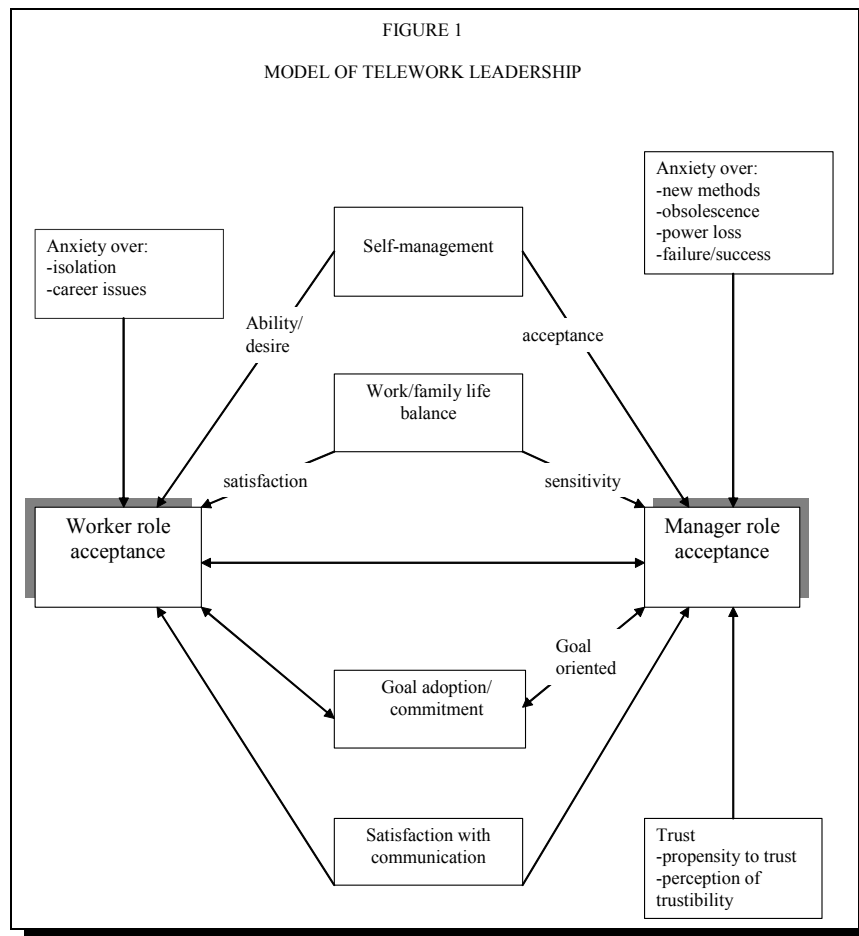 FIGURE 1
MODEL OF TELEWORK LEADERSHIP
Anxiety over:
-new methods
-obsolescence
-power loss
-failure/success
Self-management
Anxiety over:
-isolation
-career issues
Ability/
desire
acceptance
Work/family life
balance
satisfaction
sensitivity
Worker role
acceptance
Manager role
acceptance
Goal
oriented
Goal adoption/
commitment
Satisfaction with
communication
Trust
-propensity to trust
-perception of
trustibility